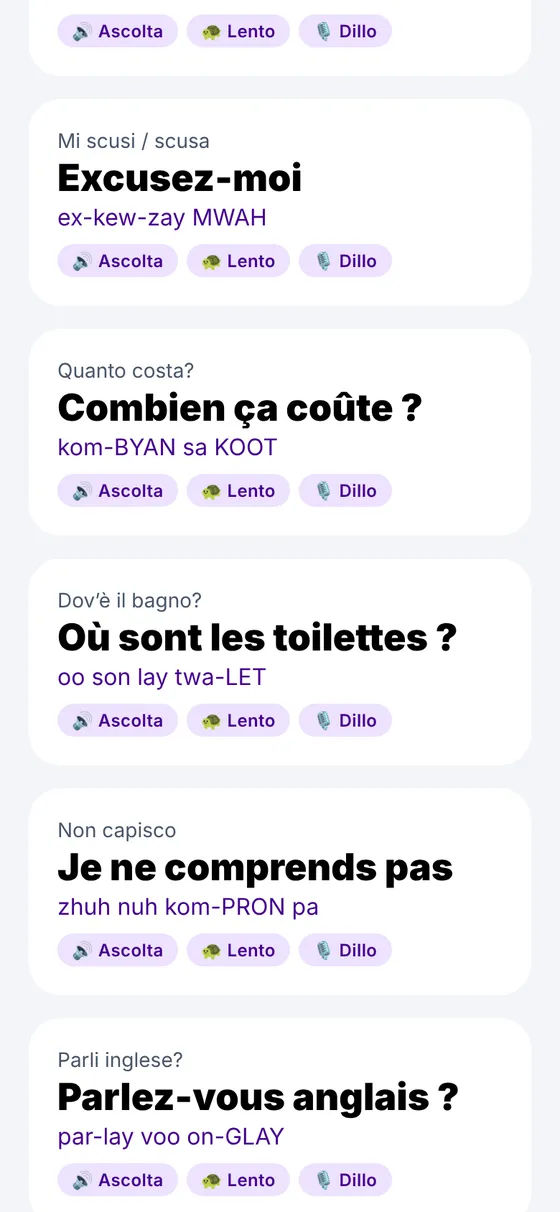 🔊 Ascolta 🐢 Lento 🎙️ Dillo
Mi scusi / scusa
Excusez-moi
ex-kew-zay MWAH
🔊 Ascolta 🐢 Lento 🎙️ Dillo
Quanto costa?
Combien ça coûte ?
kom-BYAN sa KOOT
🔊 Ascolta 🐢 Lento 🎙️ Dillo
Dov’è il bagno?
Où sont les toilettes ?
oo son lay twa-LET
🔊 Ascolta 🐢 Lento 🎙️ Dillo
Non capisco
Je ne comprends pas
zhuh nuh kom-PRON pa
🔊 Ascolta 🐢 Lento 🎙️ Dillo
Parli inglese?
Parlez-vous anglais ?
par-lay voo on-GLAY
🔊 Ascolta 🐢 Lento 🎙️ Dillo